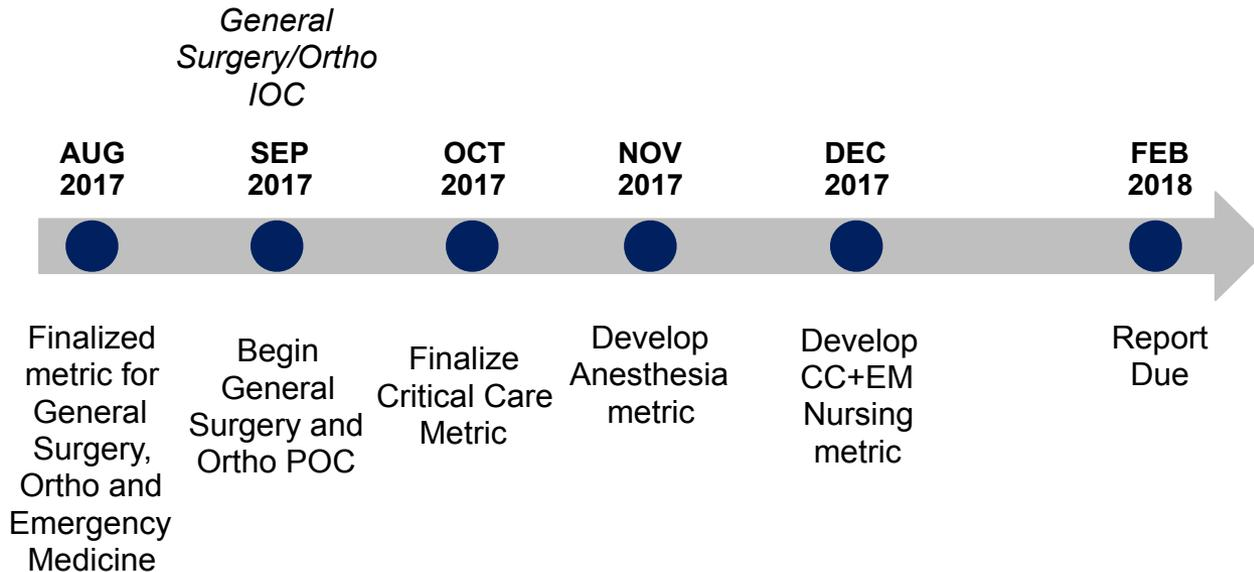 General
Surgery/Ortho
IOC
AUG
2017
SEP
2017
OCT
2017
NOV
2017
DEC
2017
FEB
2018
Finalized
metric for
General
Surgery,
Ortho and
Emergency
Medicine
Begin
General
Surgery and
Ortho POC
Finalize
Critical Care
Metric
Develop
Anesthesia
metric
Develop
CC+EM
Nursing
metric
Report
Due